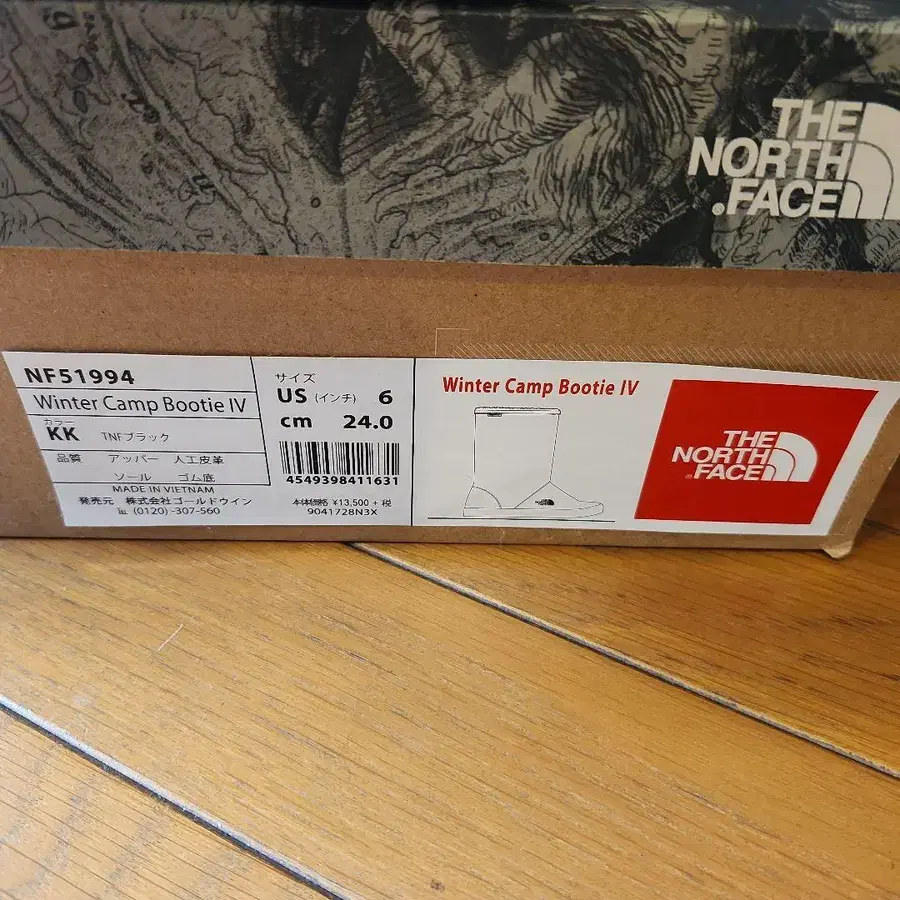 THE
NORTH
FACE
NF51994
Winter Camp Bootie IV
カラー
KK TNFブラック
品質 アッパー 人工皮革
ソール ゴム底
MADE IN VIETNAM
発売元 株式会社ゴールドウイン
℡ (0120)-307-560
サイズ
US (インチ) 6
cm 24.0
4549398411631
本体価格 ¥13,500+税
9041728N3X
Winter Camp Bootie IV
THE
NORTH
FACE